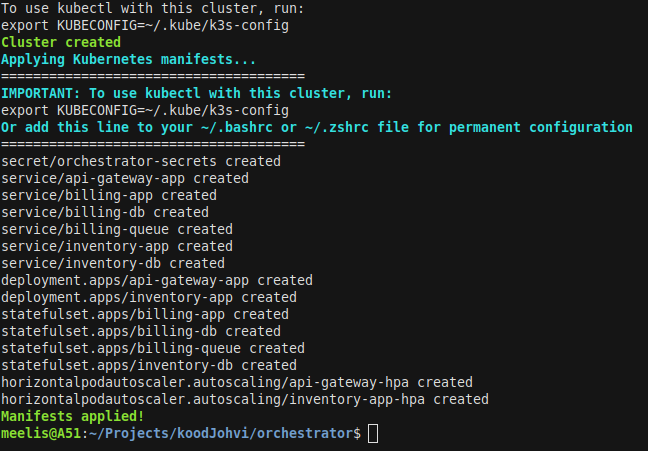 To use kubectl with this cluster, run:
export KUBECONFIG=~/.kube/k3s-config
Cluster created
Applying Kubernetes manifests...
======================================
IMPORTANT: To use kubectl with this cluster, run:
export KUBECONFIG=~/.kube/k3s-config
Or add this line to your ~/.bashrc or ~/.zshrc file for permanent configuration
======================================
secret/orchestrator-secrets created
service/api-gateway-app created
service/billing-app created
service/billing-db created
service/billing-queue created
service/inventory-app created
service/inventory-db created
deployment.apps/api-gateway-app created
deployment.apps/inventory-app created
statefulset.apps/billing-app created
statefulset.apps/billing-db created
statefulset.apps/billing-queue created
statefulset.apps/inventory-db created
horizontalpodautoscaler.autoscaling/api-gateway-hpa created
horizontalpodautoscaler.autoscaling/inventory-app-hpa created
Manifests applied!
meelis@A51:~/Projects/koodJohvi/orchestrator$